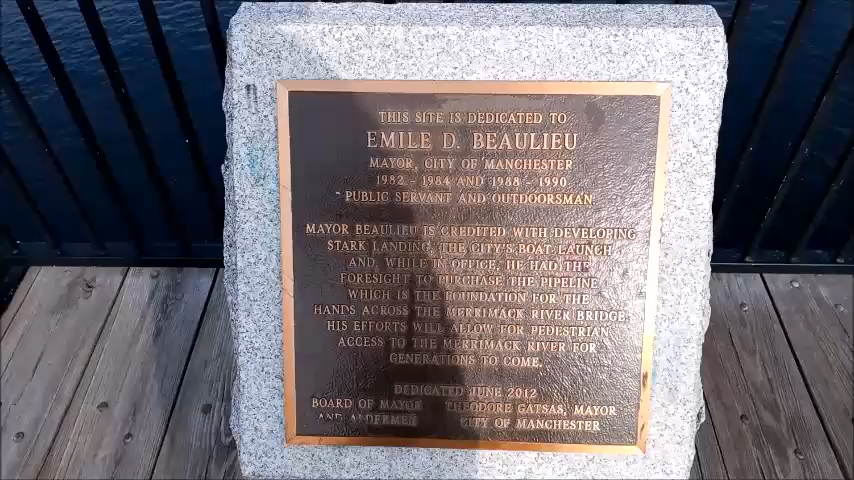 THIS SITE IS DEDICATED TO
EMILE D. BEAULIEU
MAYOR, CITY OF MANCHESTER
1982 - 1984 AND 1988 - 1990
PUBLIC SERVANT AND OUTDOORSMAN
MAYOR BEAULIEU IS CREDITED WITH DEVELOPING
STARK LANDING, THE CITY'S BOAT LAUNCH
AND, WHILE IN OFFICE, HE HAD THE
FORESIGHT TO PURCHASE THE PIPELINE
WHICH IS THE FOUNDATION FOR THE
HANDS ACROSS THE MERRIMACK RIVER BRIDGE.
HIS EFFORTS WILL ALLOW FOR PEDESTRIAN
ACCESS TO THE MERRIMACK RIVER FOR
GENERATIONS TO COME.
DEDICATED JUNE 2012
BOARD OF MAYOR THEODORE GATSAS, MAYOR
AND ALDERMEN CITY OF MANCHESTER